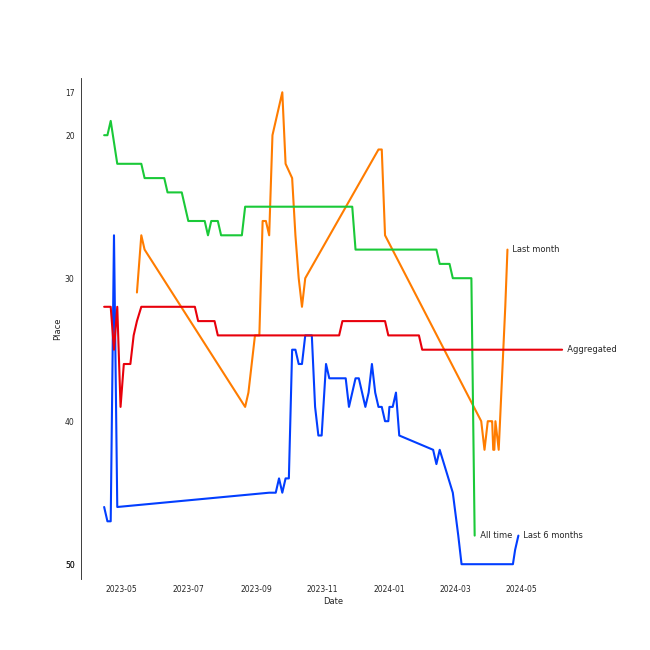 17
20
30
40
50
Place
Last month
Aggregated
All time
Last 6 months
2023-05
2023-07
2023-09
2023-11
2024-01
2024-03
2024-05
Date